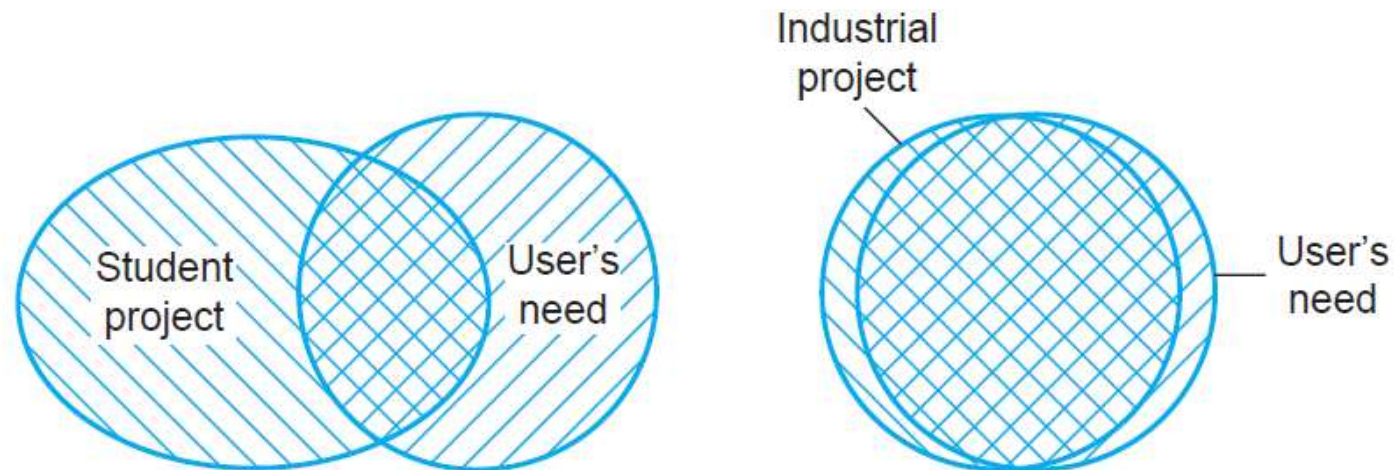 Industrial
project
Student
project
User’s
need
User’s
need